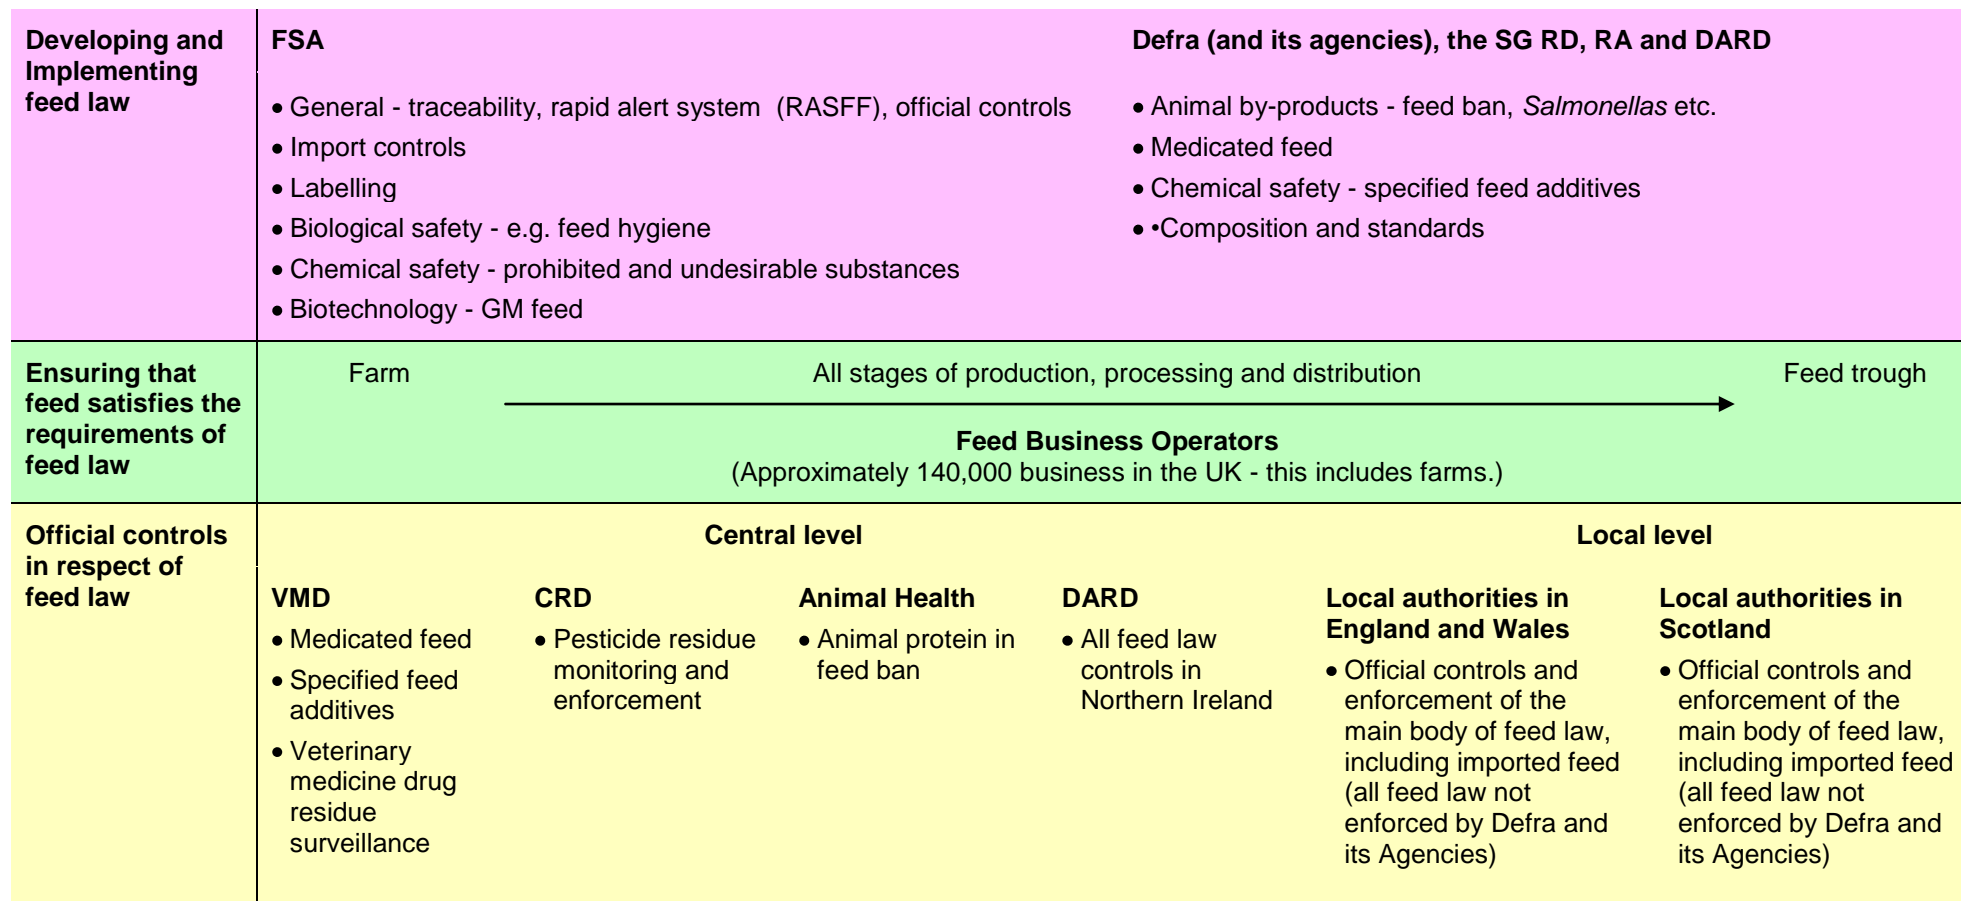 Developing and
Implementing
feed law
FSA
• General - traceability, rapid alert system (RASFF), official controls
• Import controls
• Labelling
• Biological safety - e.g. feed hygiene
• Chemical safety - prohibited and undesirable substances
• Biotechnology - GM feed
Defra (and its agencies), the SG RD, RA and DARD
• Animal by-products - feed ban, Salmonellas etc.
• Medicated feed
• Chemical safety - specified feed additives
• •Composition and standards
Ensuring that
feed satisfies the
requirements of
feed law
Farm
All stages of production, processing and distribution
Feed trough
Feed Business Operators
(Approximately 140,000 business in the UK - this includes farms.)
Official controls
in respect of
feed law
Central level
VMD
• Medicated feed
• Specified feed
additives
• Veterinary
medicine drug
residue
surveillance
CRD
• Pesticide residue
monitoring and
enforcement
Animal Health
• Animal protein in
feed ban
DARD
• All feed law
controls in
Northern Ireland
Local level
Local authorities in
England and Wales
• Official controls and
enforcement of the
main body of feed law,
including imported feed
(all feed law not
enforced by Defra and
its Agencies)
Local authorities in
Scotland
• Official controls and
enforcement of the
main body of feed law,
including imported feed
(all feed law not
enforced by Defra and
its Agencies)